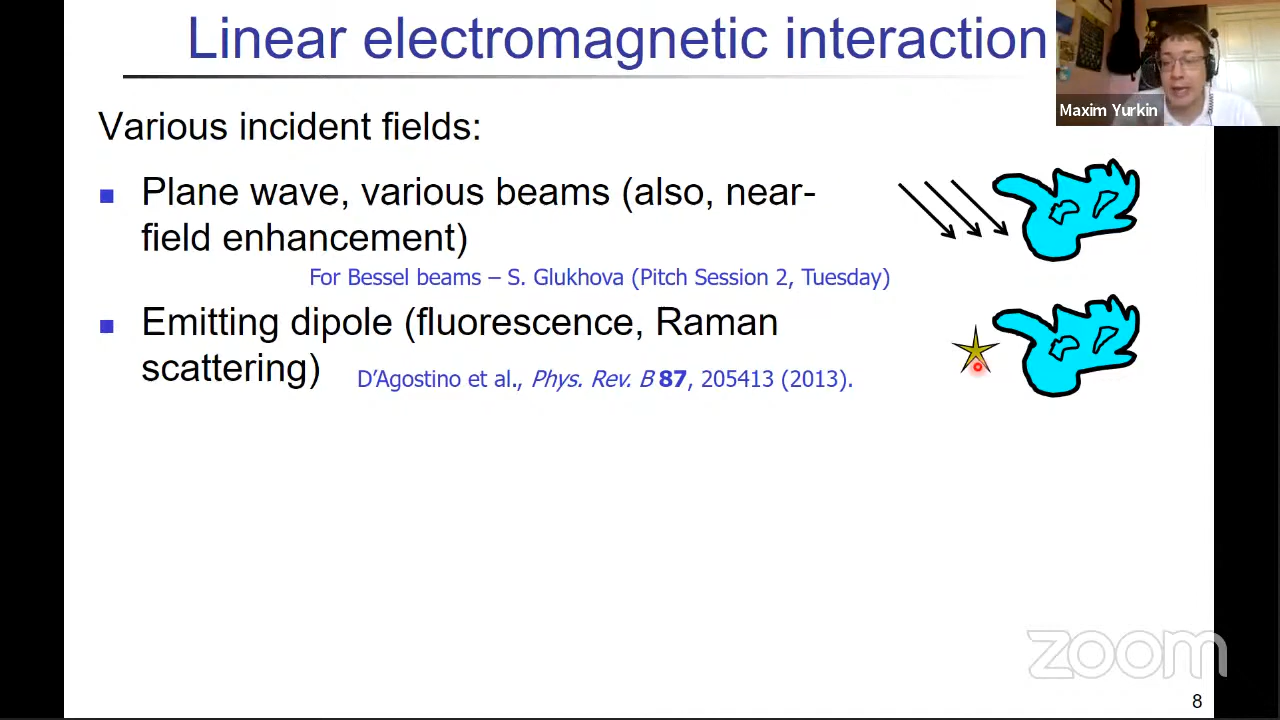 Linear electromagnetic interaction
Maxim Yurkin
Various incident fields:
Plane wave, various beams (also, near-
field enhancement)
For Bessel beams – S. Glukhova (Pitch Session 2, Tuesday)
Emitting dipole (fluorescence, Raman
scattering)
D’Agostino et al., Phys. Rev. B 87, 205413 (2013).
zoom
8